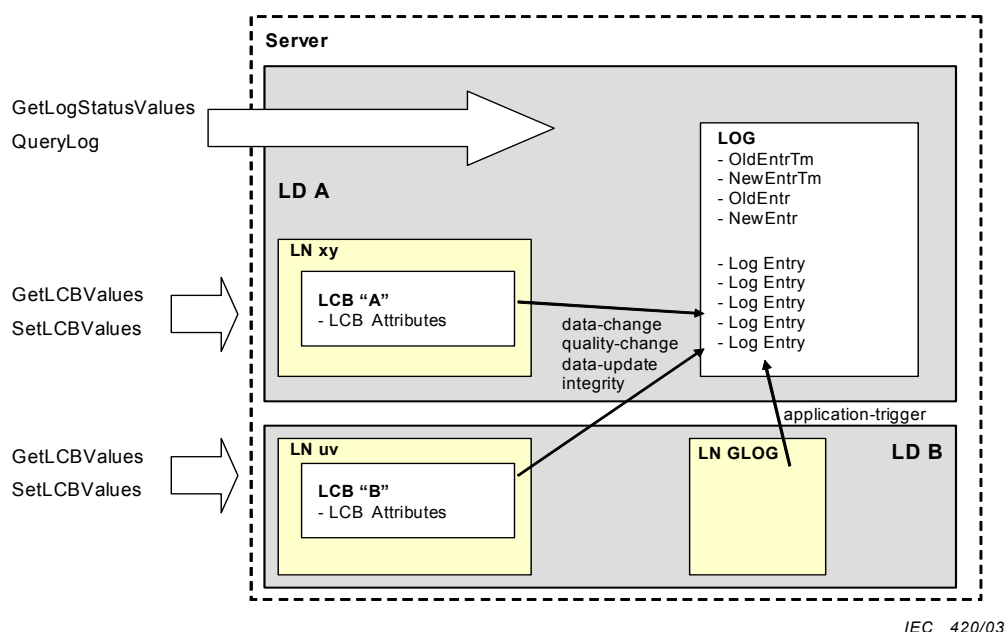 Server
GetLogStatusValues
QueryLog
LOG
- OldEntrTm
- NewEntrTm
- OldEntr
- NewEntr
- Log Entry
- Log Entry
- Log Entry
- Log Entry
- Log Entry
LD A
LN xy
LCB “A”
- LCB Attributes
GetLCBValues
SetLCBValues
data-change
quality-change
data-update
integrity
application-trigger
GetLCBValues
SetLCBValues
LN uv
LCB “B”
- LCB Attributes
LN GLOG
LD B
IEC 420/03